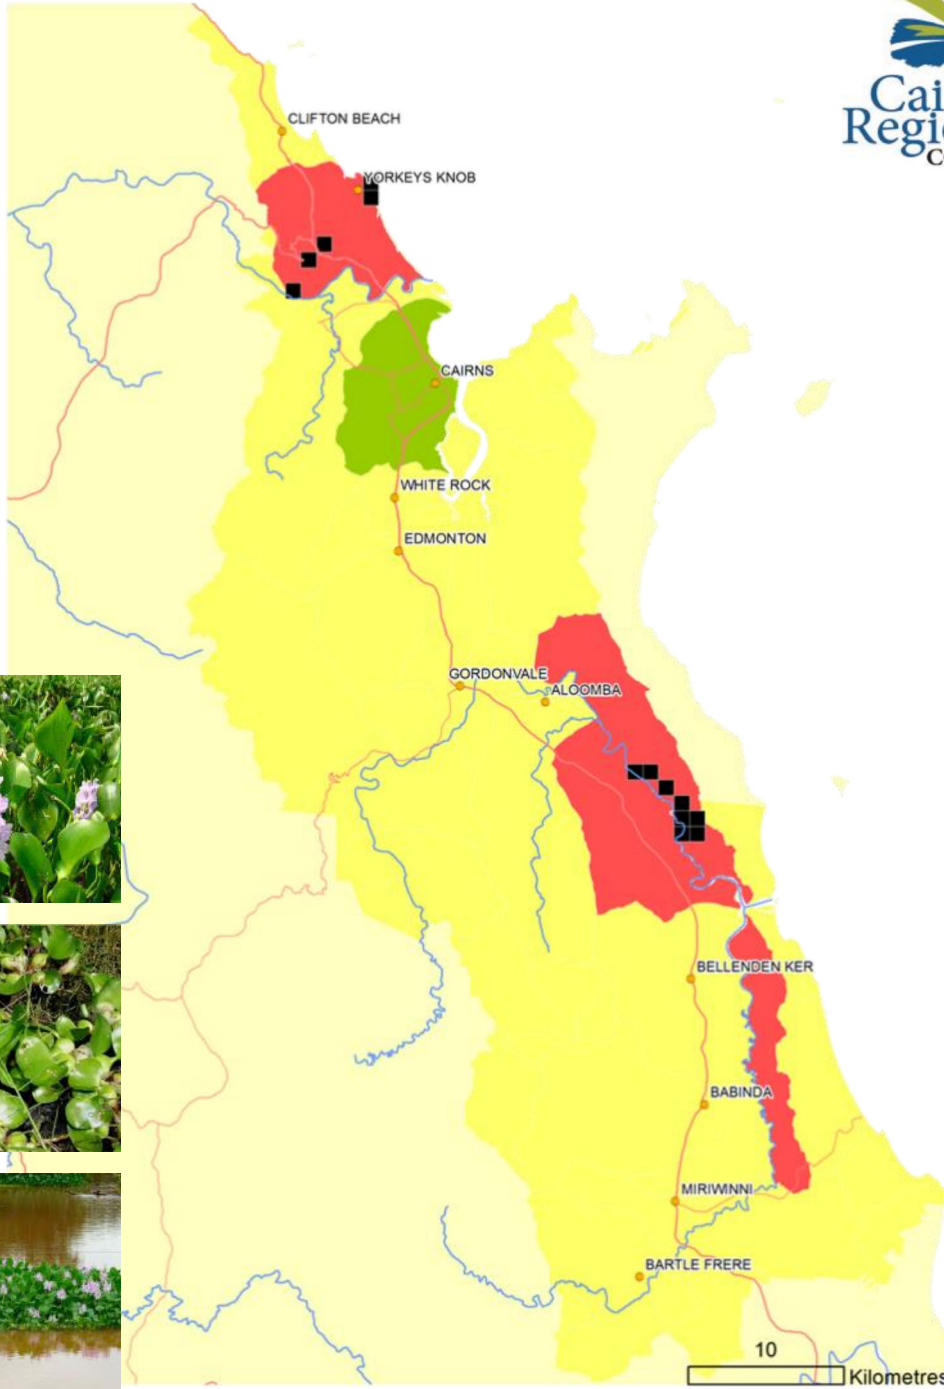 CLIFTON BEACH
YORKEYS KNOB
CAIRNS
WHITE ROCK
EDMONTON
GORDONVALE
ALOOMBA
BELLENDEN KER
BABINDA
MIRIWINNI
BARTLE FRERE
10
Kilometres